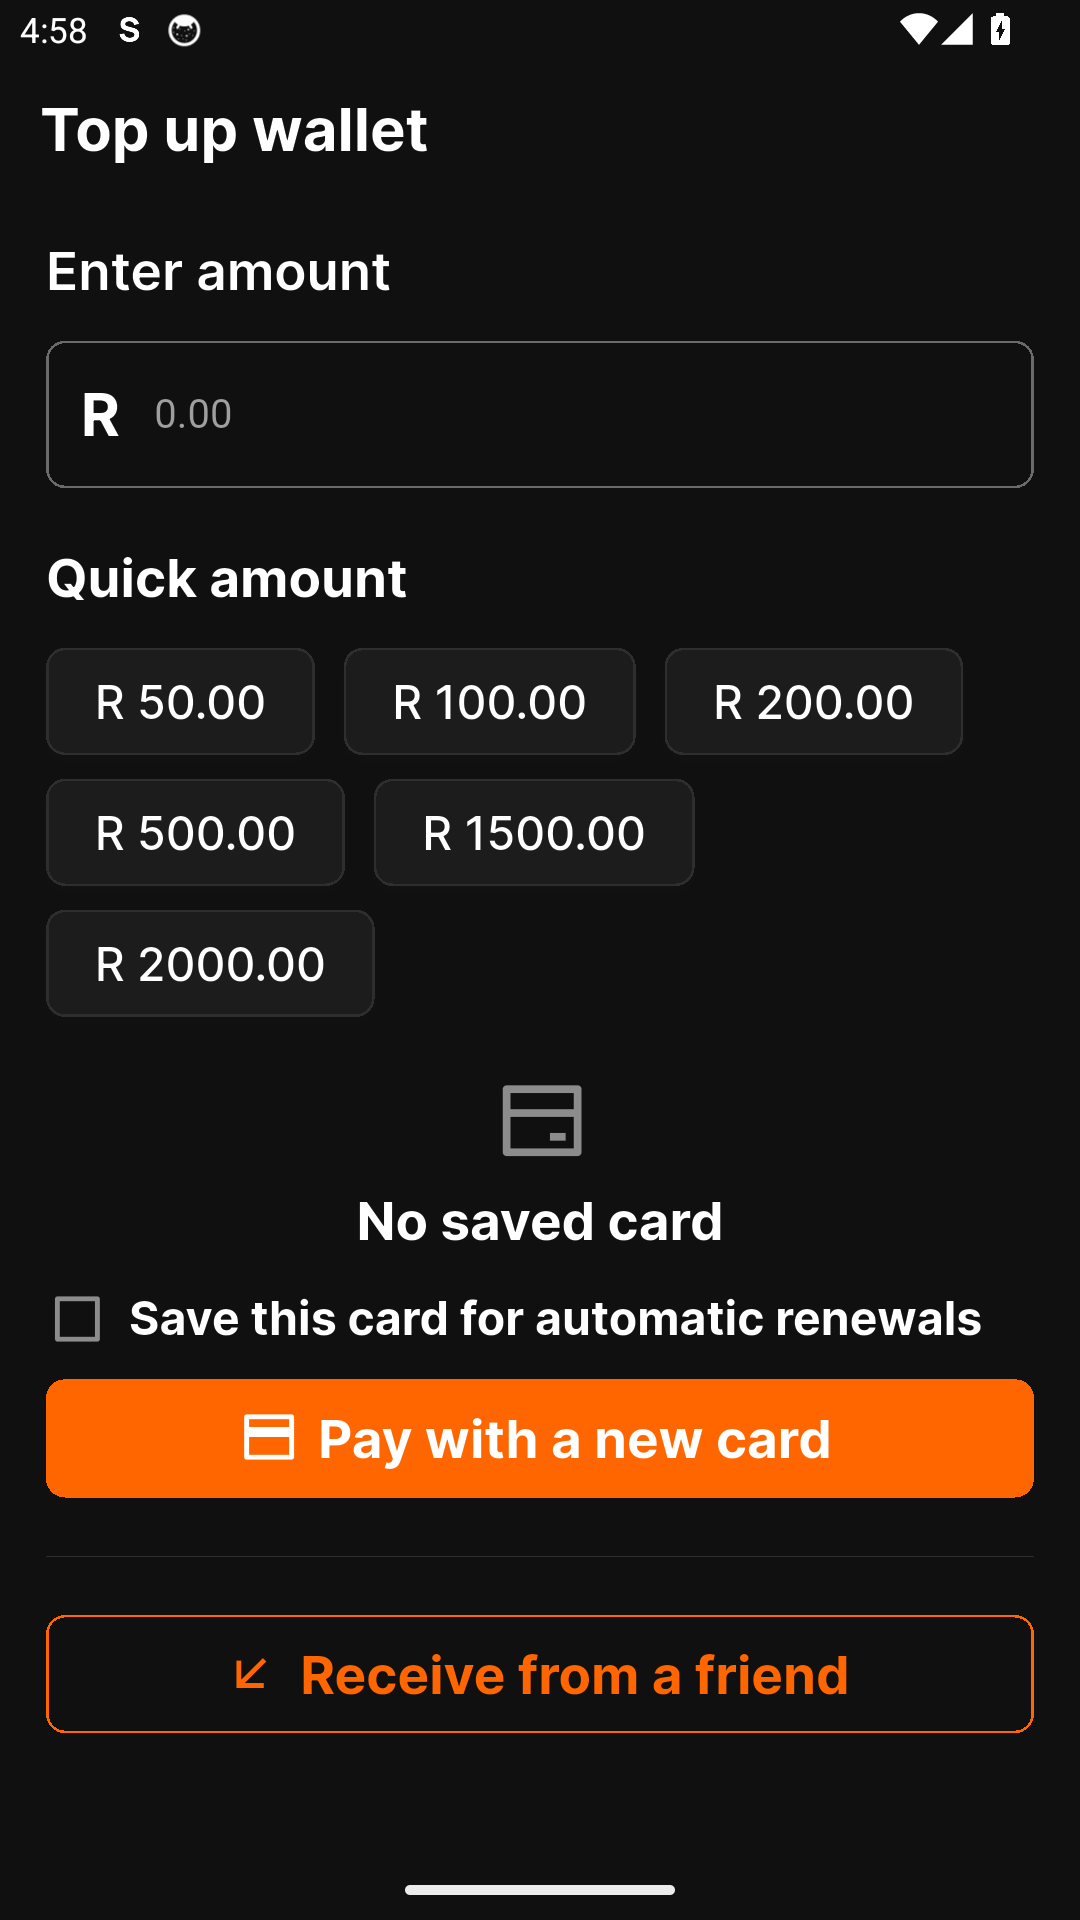 4:58 S
Top up wallet
Enter amount
R 0.00
Quick amount
R 50.00 R 100.00 R 200.00
R 500.00 R 1500.00
R 2000.00
No saved card
Save this card for automatic renewals
Pay with a new card
Receive from a friend